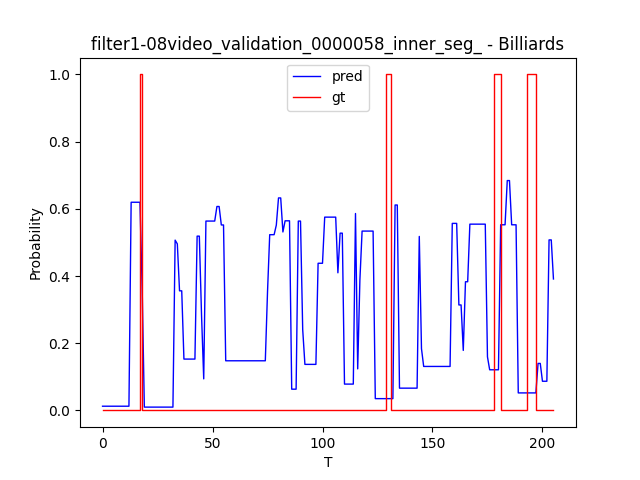 filter1-08video_validation_0000058_inner_seg_ - Billiards
pred
gt
1.0
0.8
0.6
0.4
0.2
0.0
Probability
0
50
100
150
200
T